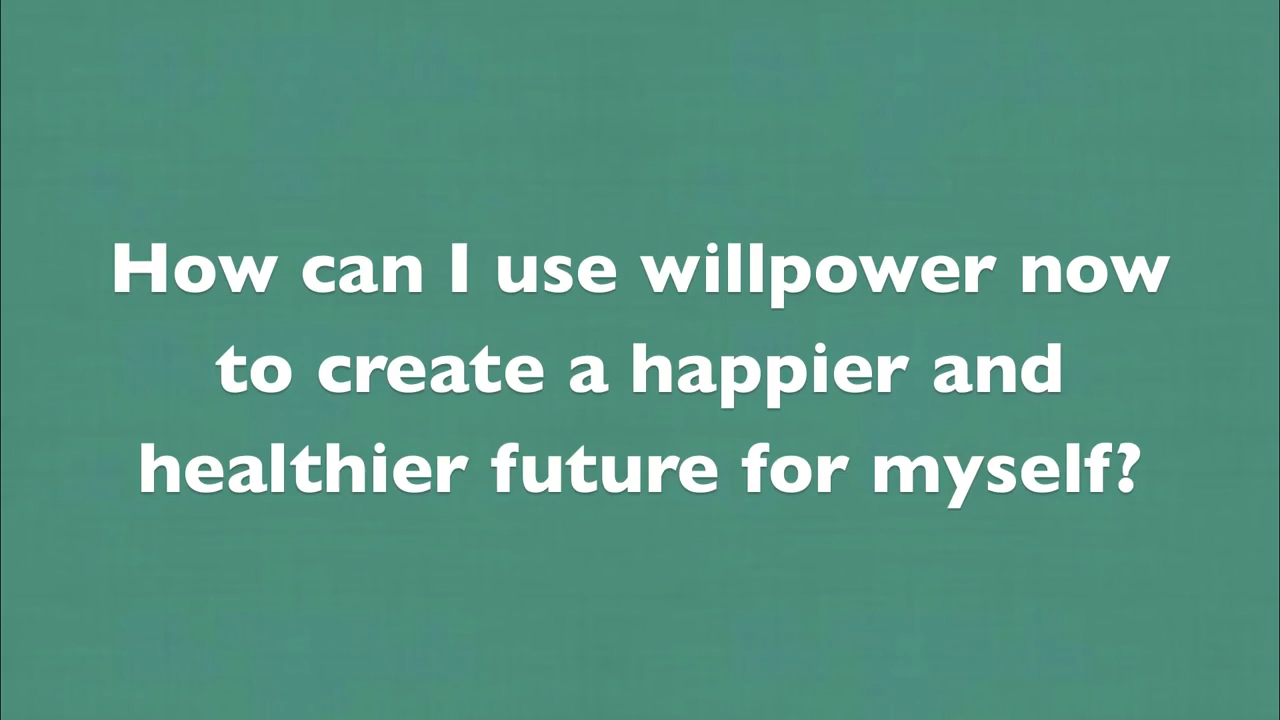 How can I use willpower now
to create a happier and
healthier future for myself?